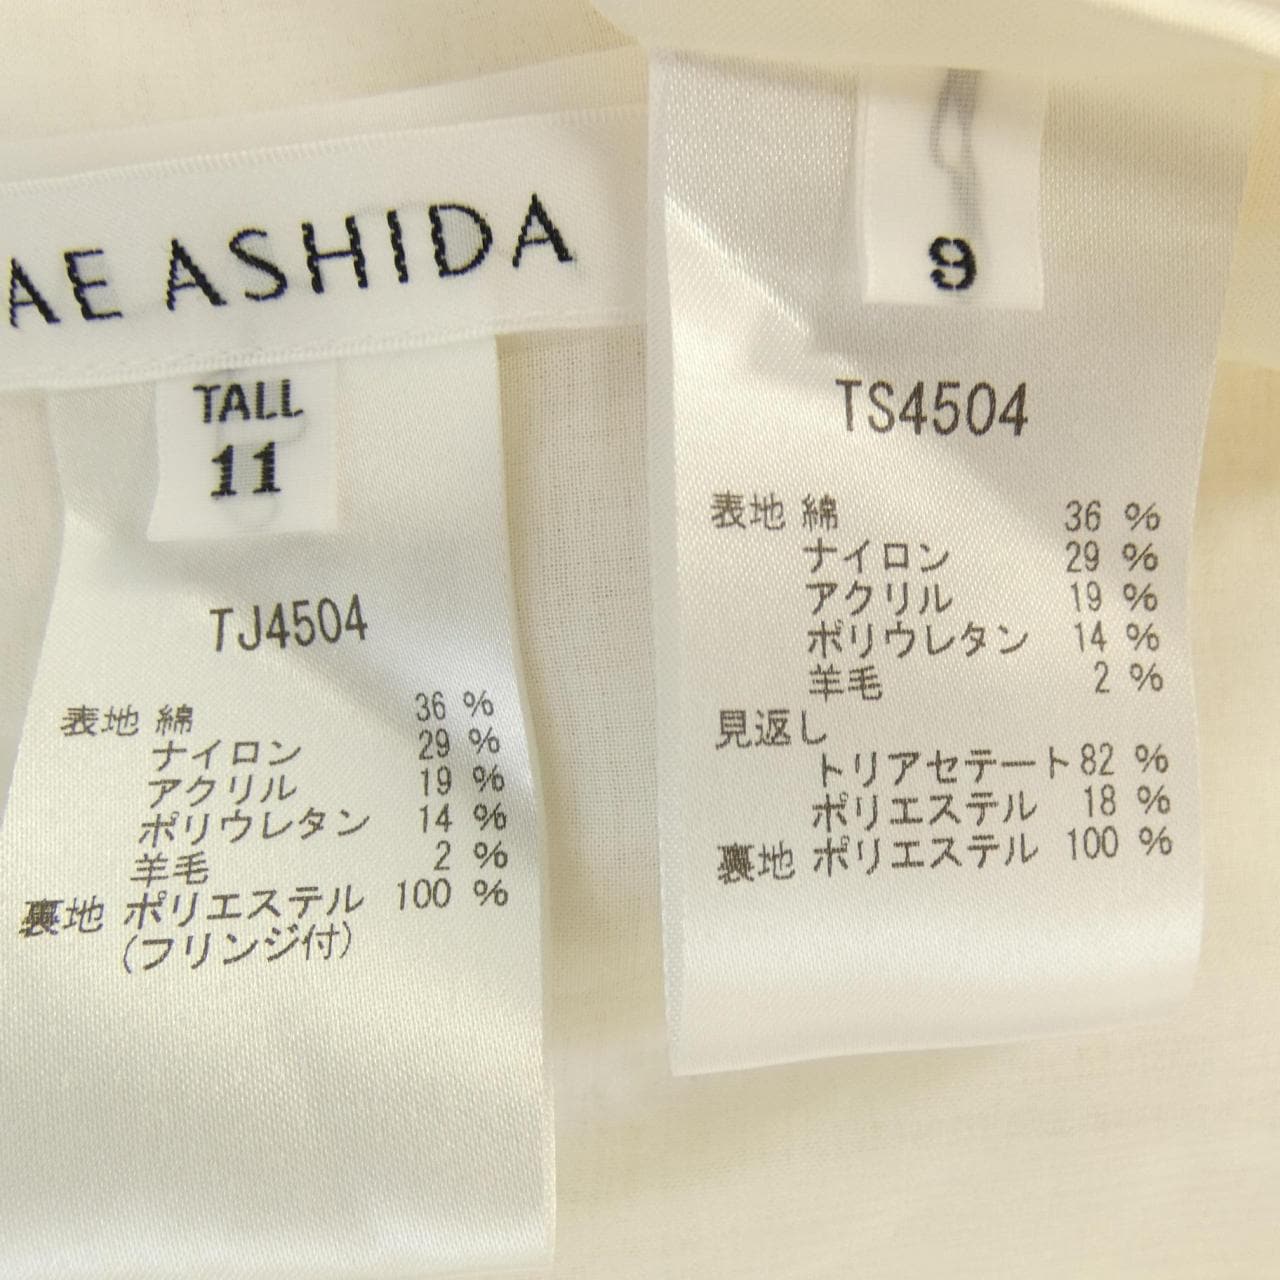 AE ASHIDA
TALL
11
TJ4504
表地 綿 36 %
ナイロン 29 %
アクリル 19 %
ポリウレタン 14 %
羊毛 2 %
裏地 ポリエステル 100 %
(フリンジ付)
9
TS4504
表地 綿 36 %
ナイロン 29 %
アクリル 19 %
ポリウレタン 14 %
羊毛 2 %
見返し
トリアセテート 82 %
ポリエステル 18 %
裏地 ポリエステル 100 %